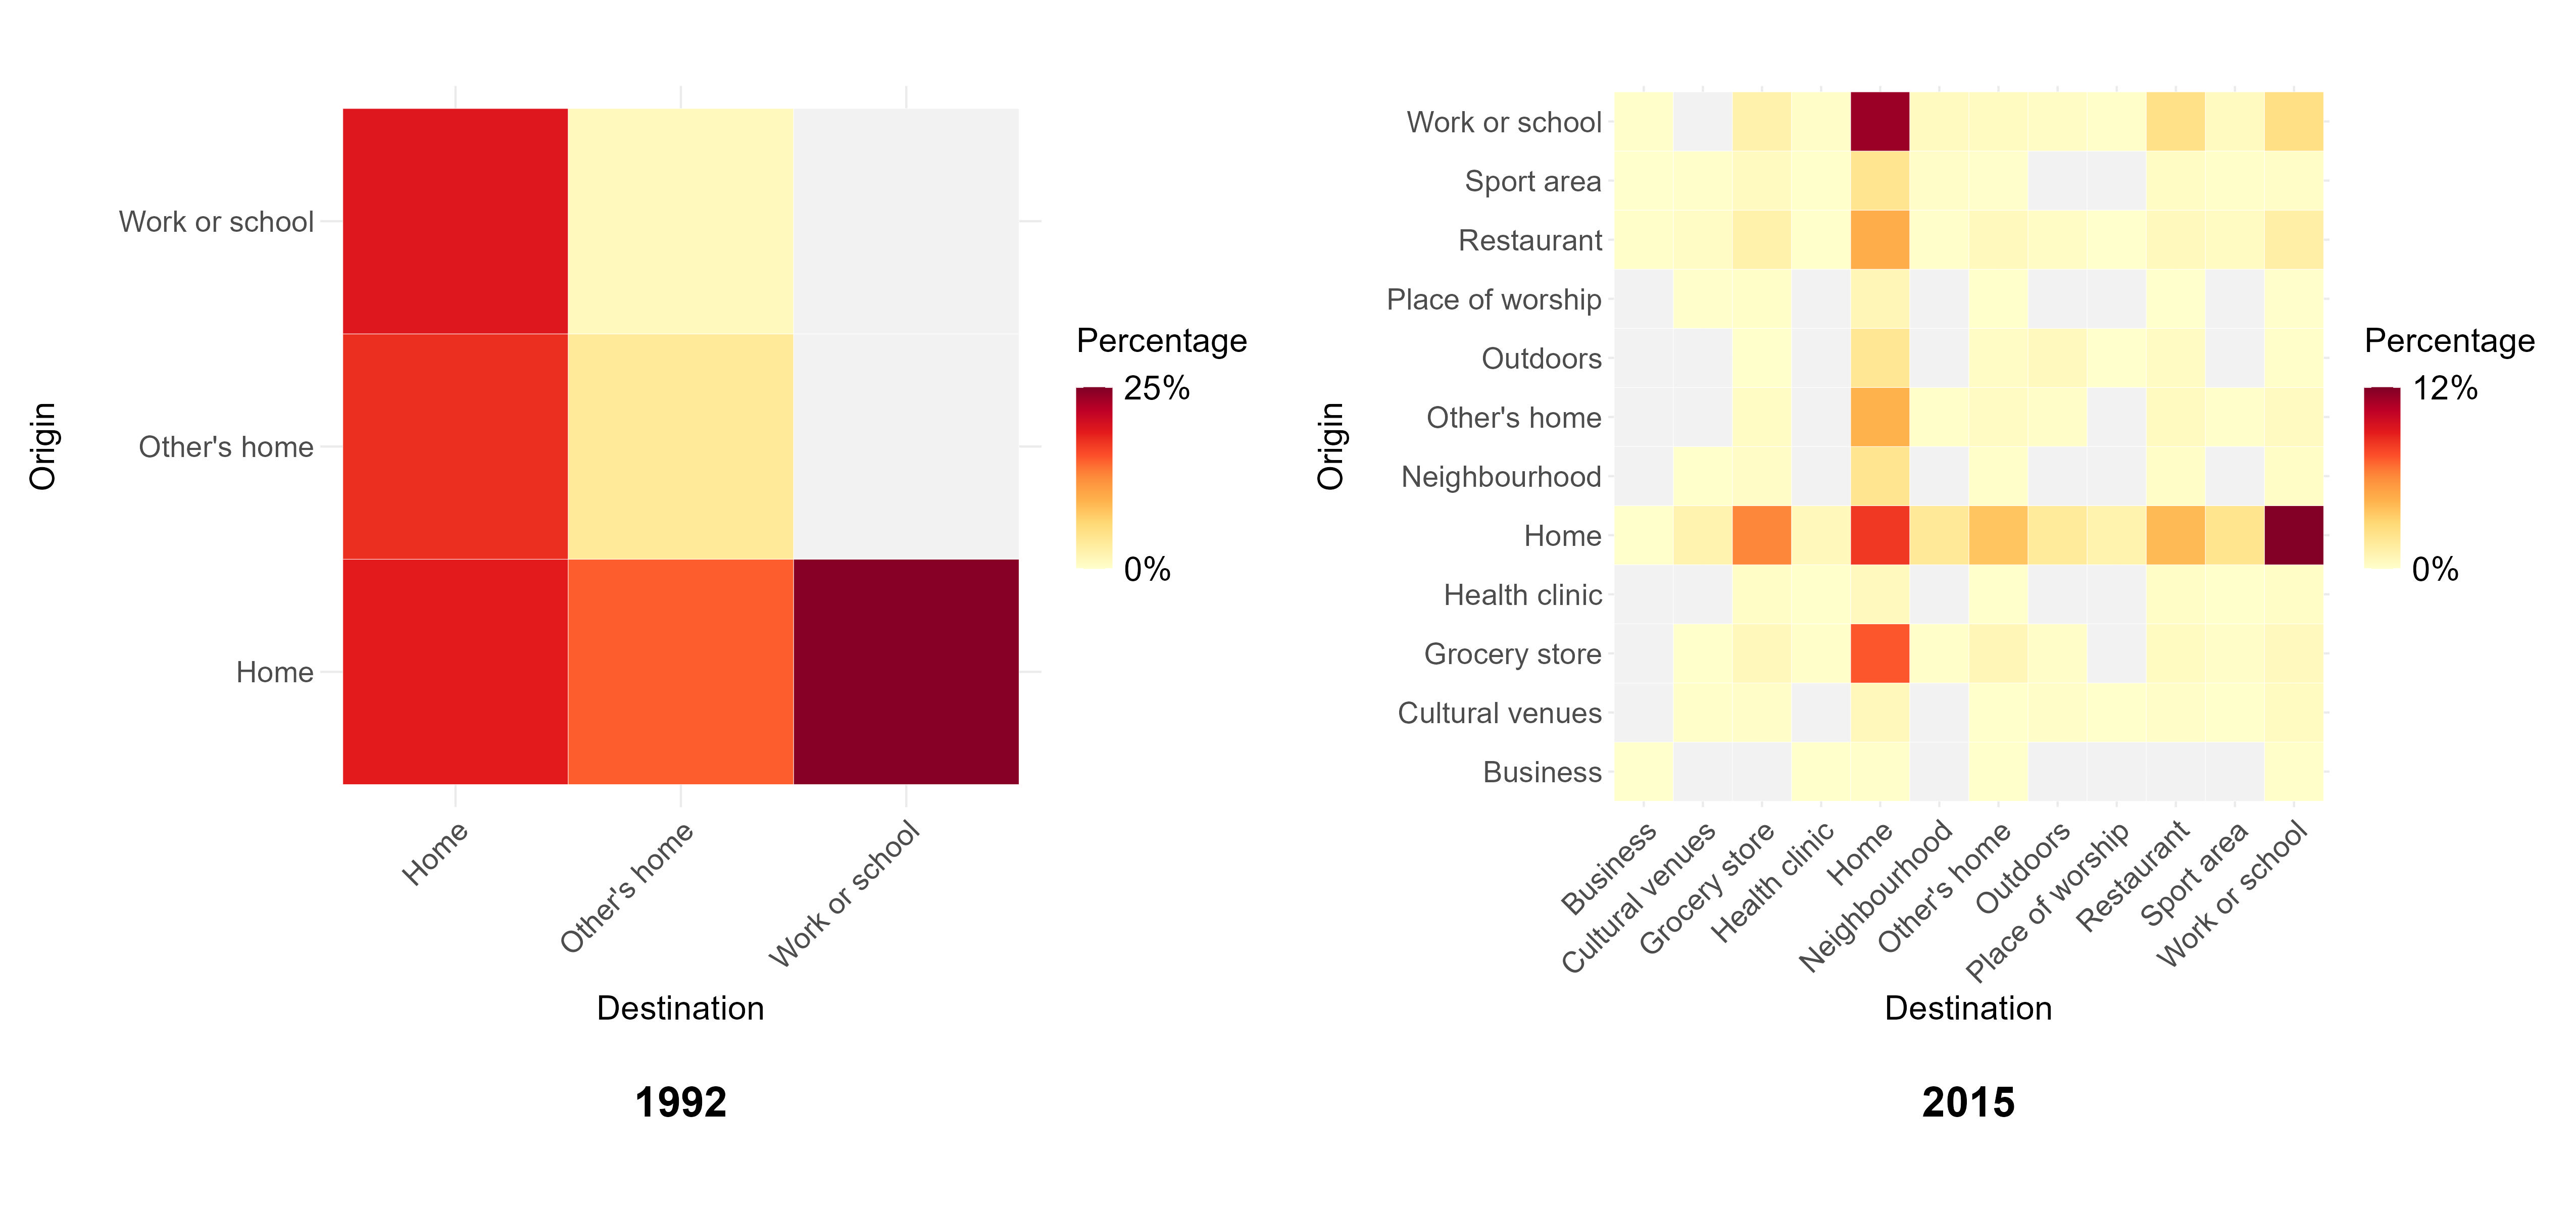 Work or school
Other's home
Home
Origin
Home
Other's home
Work or school
Destination
Percentage
25%
0%
1992
Work or school
Sport area
Restaurant
Place of worship
Outdoors
Other's home
Neighbourhood
Home
Health clinic
Grocery store
Cultural venues
Business
Origin
Business
Cultural venues
Grocery store
Health clinic
Home
Neighbourhood
Other's home
Outdoors
Place of worship
Restaurant
Sport area
Work or school
Destination
Percentage
12%
0%
2015